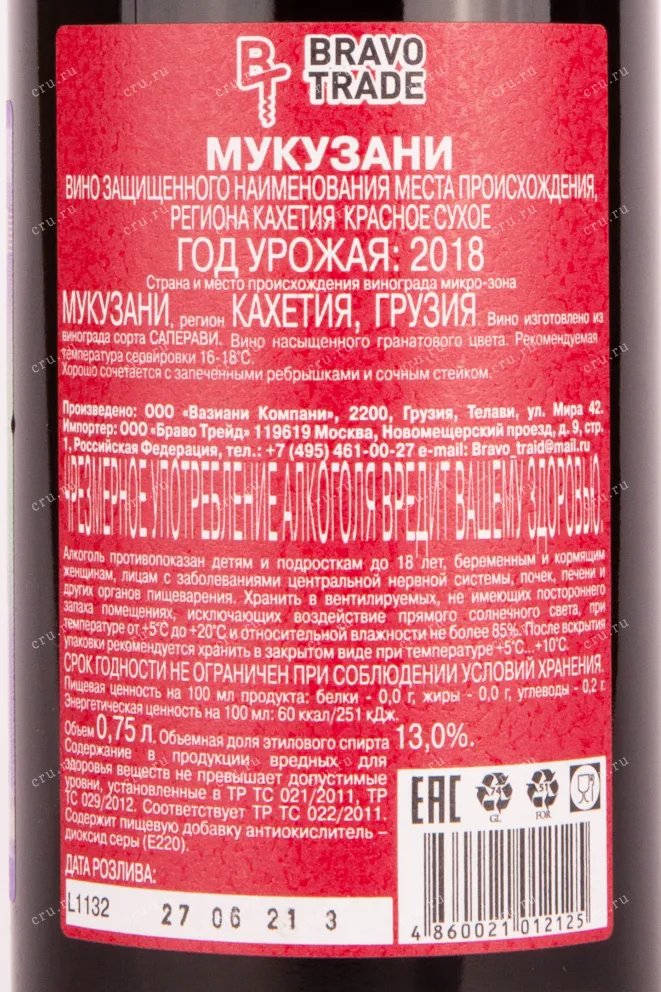 BRAVO
TRADE
МУКУЗАНИ
ВИНО ЗАЩИЩЕННОГО НАИМЕНОВАНИЯ МЕСТА ПРОИСХОЖДЕНИЯ,
РЕГИОНА КАХЕТИЯ КРАСНОЕ СУХОЕ
ГОД УРОЖАЯ: 2018
Страна и место происхождения винограда микро-зона
МУКУЗАНИ, регион КАХЕТИЯ, ГРУЗИЯ. Вино изготовлено из
винограда сорта САПЕРАВИ. Вино насыщенного гранатового цвета. Рекомендуемая
температура сервировки 16-18°С.
Хорошо сочетается с запеченными ребрышками и сочным стейком.
Произведено: ООО «Вазиани Компани», 2200, Грузия, Телави, ул. Мира 42.
Импортер: ООО «Браво Трейд» 119619 Москва, Новомещерский проезд, д. 9, стр.
1, Российская Федерация, тел.: +7 (495) 461-00-27 e-mail: Bravo_traid@mail.ru
ЧРЕЗМЕРНОЕ УПОТРЕБЛЕНИЕ АЛКОГОЛЯ ВРЕДИТ ВАШЕМУ ЗДОРОВЬЮ.
Алкоголь противопоказан детям и подросткам до 18 лет, беременным и кормящим
женщинам, лицам с заболеваниями центральной нервной системы, почек, печени и
других органов пищеварения. Хранить в вентилируемых, не имеющих постороннего
запаха помещениях, исключающих воздействие прямого солнечного света, при
температуре от +5°С до +20°С и относительной влажности не более 85%. После вскрытия
упаковки рекомендуется хранить в закрытом виде при температуре +5°С...+10°С.
СРОК ГОДНОСТИ НЕ ОГРАНИЧЕН ПРИ СОБЛЮДЕНИИ УСЛОВИЙ ХРАНЕНИЯ.
Пищевая ценность на 100 мл продукта: белки - 0,0 г, жиры - 0,0 г, углеводы - 0,2 г.
Энергетическая ценность на 100 мл: 60 ккал/251 кДж.
Объем 0,75 л. Объемная доля этилового спирта 13,0%.
Содержание в продукции вредных для
здоровья веществ не превышает допустимые
уровни, установленные в ТР ТС 021/2011, ТР
ТС 029/2012. Соответствует ТР ТС 022/2011.
Содержит пищевую добавку антиокислитель –
диоксид серы (Е220).
ДАТА РОЗЛИВА:
L1132 27 06 21 3
EAC
74
GL
51
FOR
4 860021 012125
cru.ru